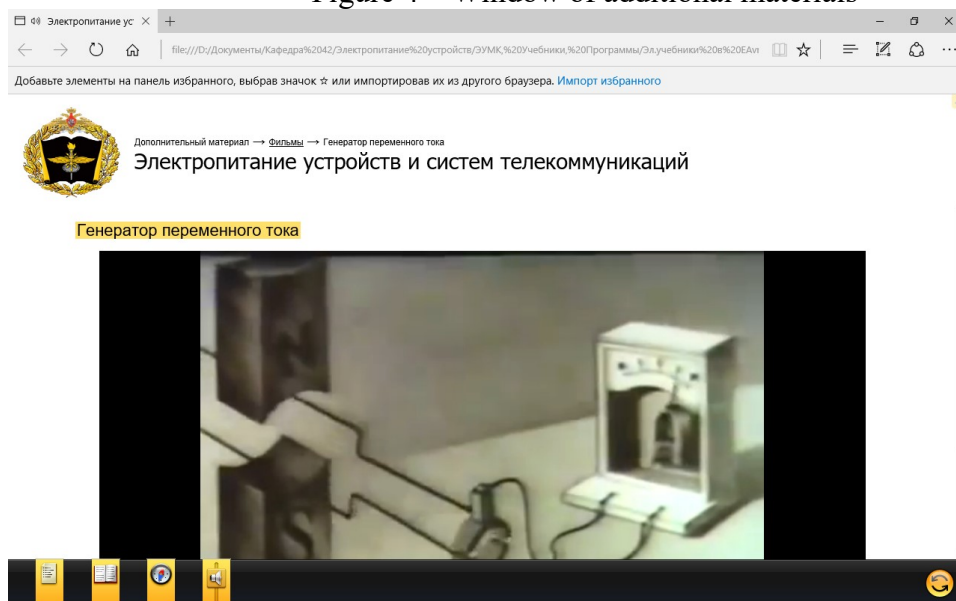 Figure 4 – Window of additional materials
Электропитание ус
file:///D:/Документы/Кафедра%2042/Электропитание%20устройств/ЭУМК,%20Учебники,%20Программы/Эл.учебники%20в%20EAvt
Добавьте элементы на панель избранного, выбрав значок ☆ или импортировав их из другого браузера. Импорт избранного
Дополнительный материал → Фильмы → Генератор переменного тока
Электропитание устройств и систем телекоммуникаций
Генератор переменного тока